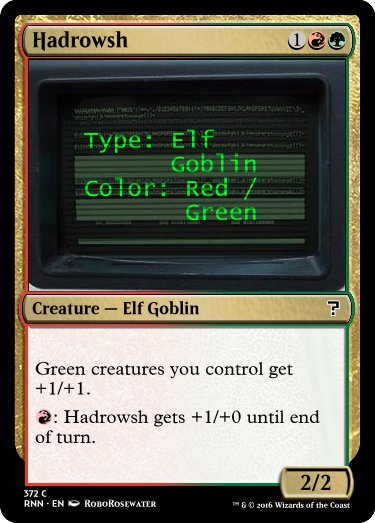 Hadrowsh 1
Type: Elf
Goblin
Color: Red /
Green
Creature — Elf Goblin
Green creatures you control get
+1/+1.
: Hadrowsh gets +1/+0 until end
of turn.
2/2
372 C
RNN · EN RoboRosewater
™ & © 2016 Wizards of the Coast